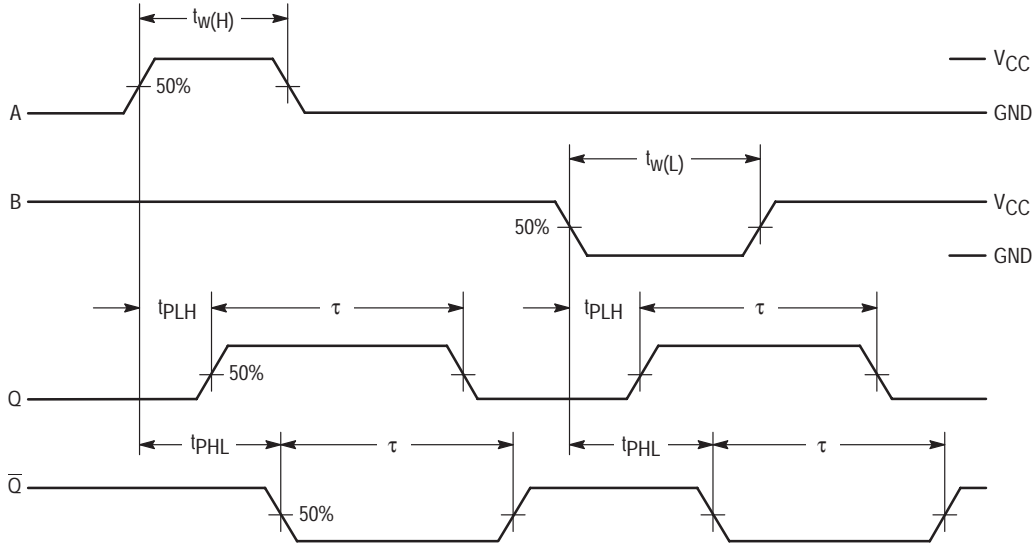 tw(H)
VCC
50%
A GND
tw(L)
B VCC
50%
GND
tPLH τ tPLH τ
50%
Q
tPHL τ tPHL τ
Q̅
50%